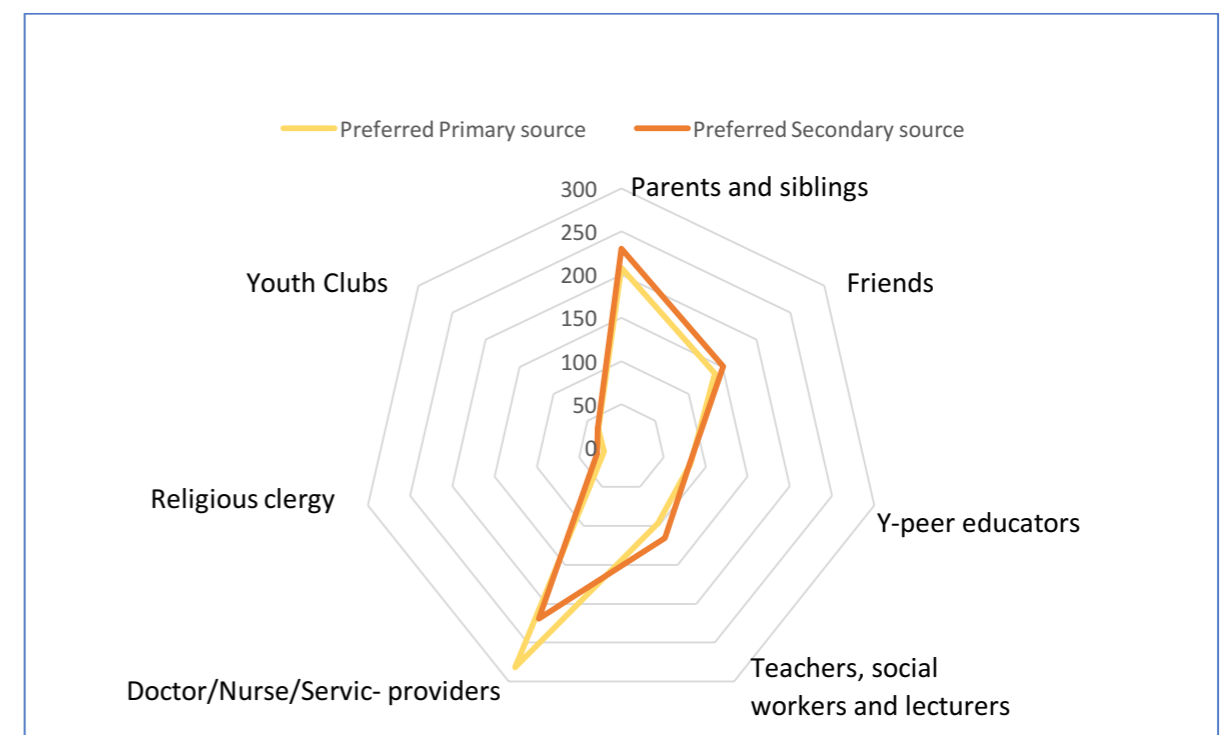 Preferred Primary source
Preferred Secondary source
300
250
200
150
100
50
0
Parents and siblings
Friends
Y-peer educators
Teachers, social
workers and lecturers
Doctor/Nurse/Servic- providers
Religious clergy
Youth Clubs